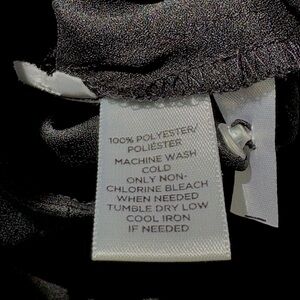 100% POLYESTER/
POLIÉSTER
MACHINE WASH
COLD
ONLY NON-
CHLORINE BLEACH
WHEN NEEDED
TUMBLE DRY LOW
COOL IRON
IF NEEDED